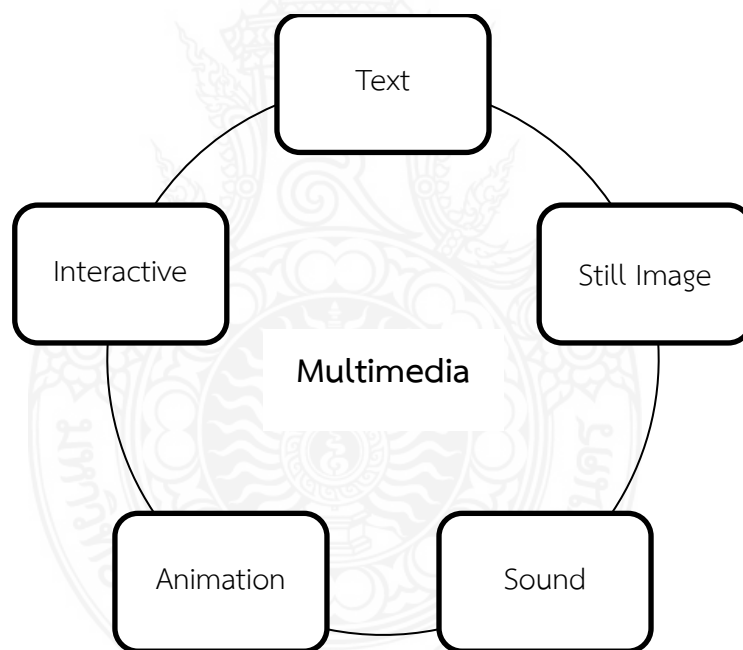 Text
Interactive
Still Image
Multimedia
Animation
Sound